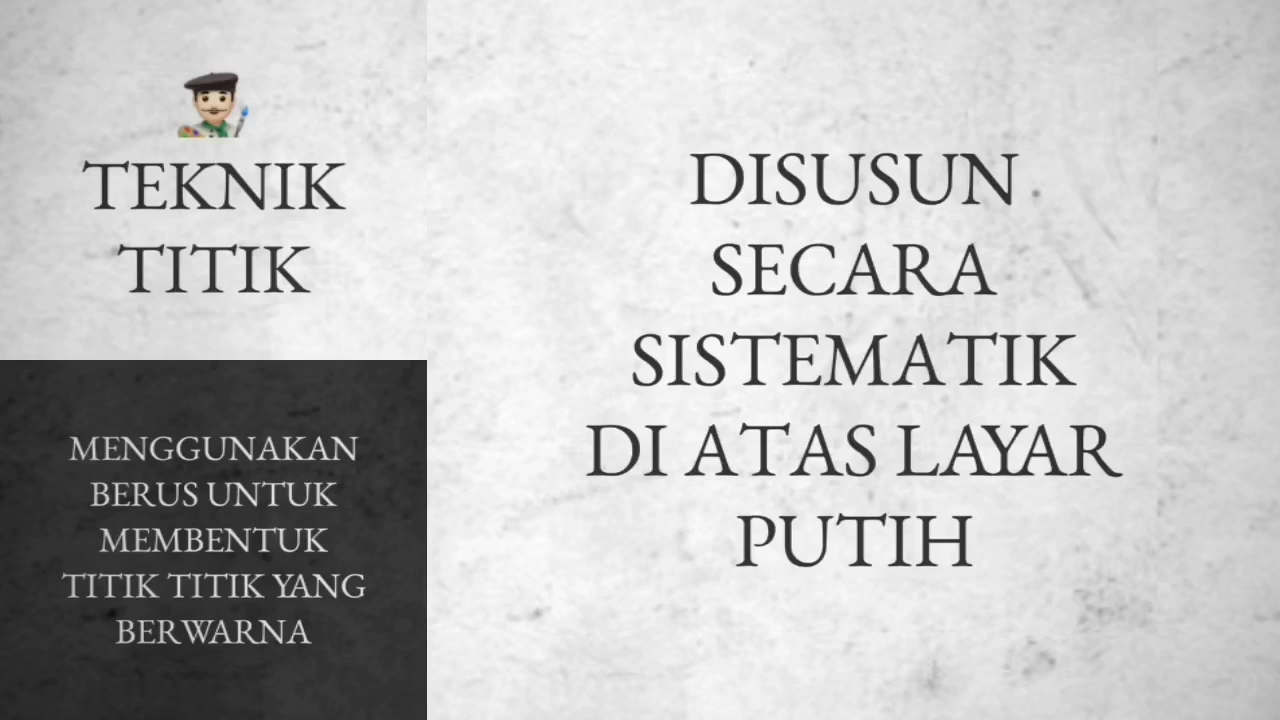 TEKNIK
TITIK
MENGGUNAKAN
BERUS UNTUK
MEMBENTUK
TITIK TITIK YANG
BERWARNA
DISUSUN
SECARA
SISTEMATIK
DI ATAS LAYAR
PUTIH